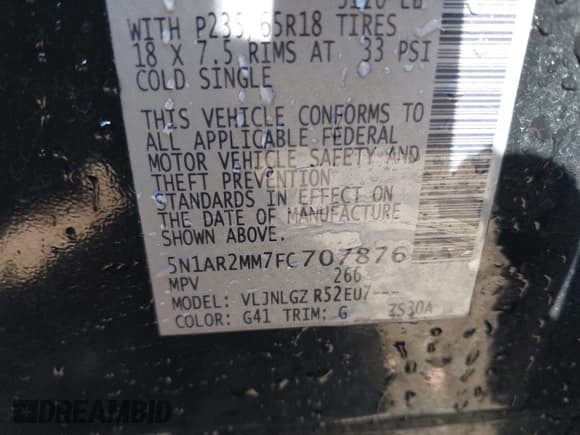 WITH P235/65R18 TIRES
18 X 7.5 RIMS AT 33 PSI
COLD SINGLE
THIS VEHICLE CONFORMS TO
ALL APPLICABLE FEDERAL
MOTOR VEHICLE SAFETY AND
THEFT PREVENTION
STANDARDS IN EFFECT ON
THE DATE OF MANUFACTURE
SHOWN ABOVE.
5N1AR2MM7FC707876
MPV 266
MODEL: VLJNLGZ R52EU7---
COLOR: G41 TRIM: G ZS30A
DREAMBID